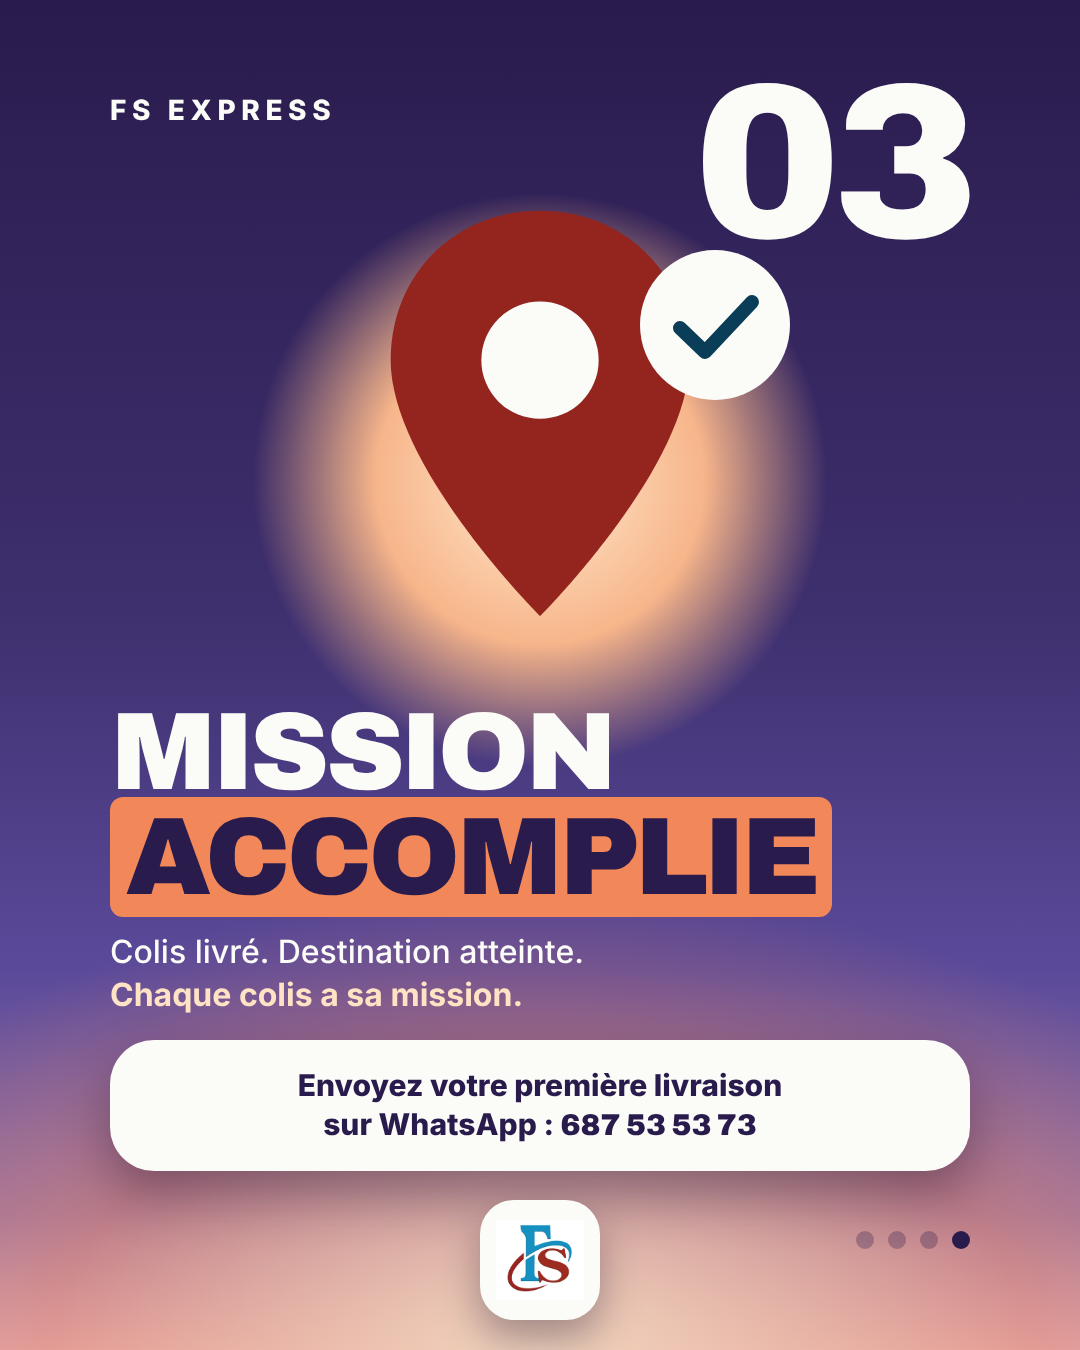 FS EXPRESS
03
MISSION
ACCOMPLIE
Colis livré. Destination atteinte.
Chaque colis a sa mission.
Envoyez votre première livraison
sur WhatsApp : 687 53 53 73
FS